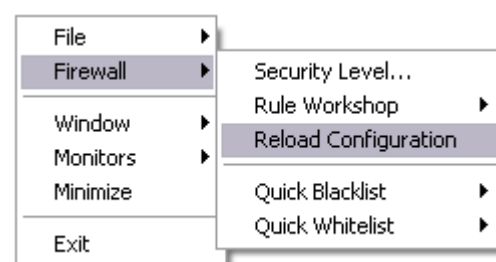 File
Firewall
Window
Monitors
Minimize
Exit
Security Level...
Rule Workshop
Reload Configuration
Quick Blacklist
Quick Whitelist